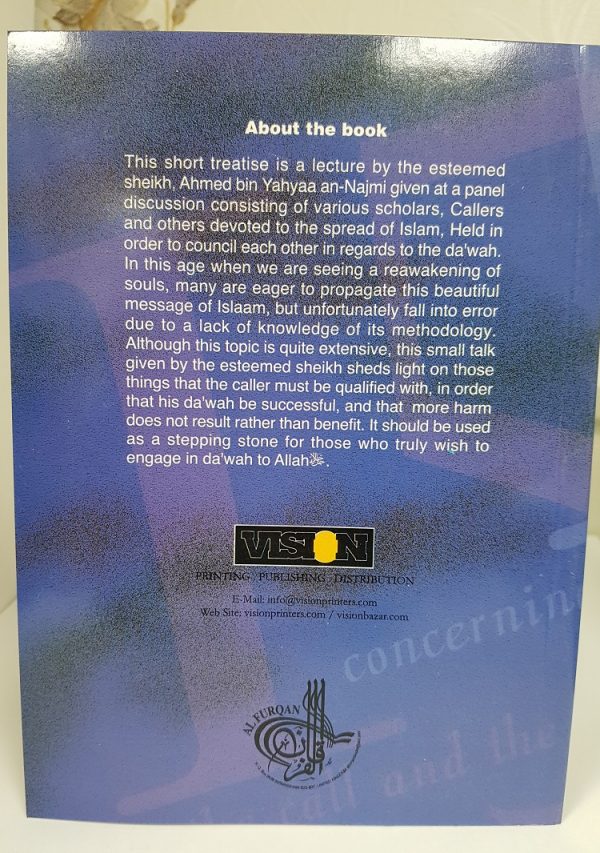 About the book
This short treatise is a lecture by the esteemed
sheikh, Ahmed bin Yahyaa an-Najmi given at a panel
discussion consisting of various scholars, Callers
and others devoted to the spread of Islam, Held in
order to council each other in regards to the da'wah.
In this age when we are seeing a reawakening of
souls, many are eager to propagate this beautiful
message of Islaam, but unfortunately fall into error
due to a lack of knowledge of its methodology.
Although this topic is quite extensive, this small talk
given by the esteemed sheikh sheds light on those
things that the caller must be qualified with, in order
that his da'wah be successful, and that more harm
does not result rather than benefit. It should be used
as a stepping stone for those who truly wish to
engage in da'wah to Allahﷻ.
VISION
PRINTING PUBLISHING DISTRIBUTION
E-Mail: info@visionprinters.com
Web Site: visionprinters.com / visionbazar.com
concernin
AL FURQAN
الفرقان
call and the